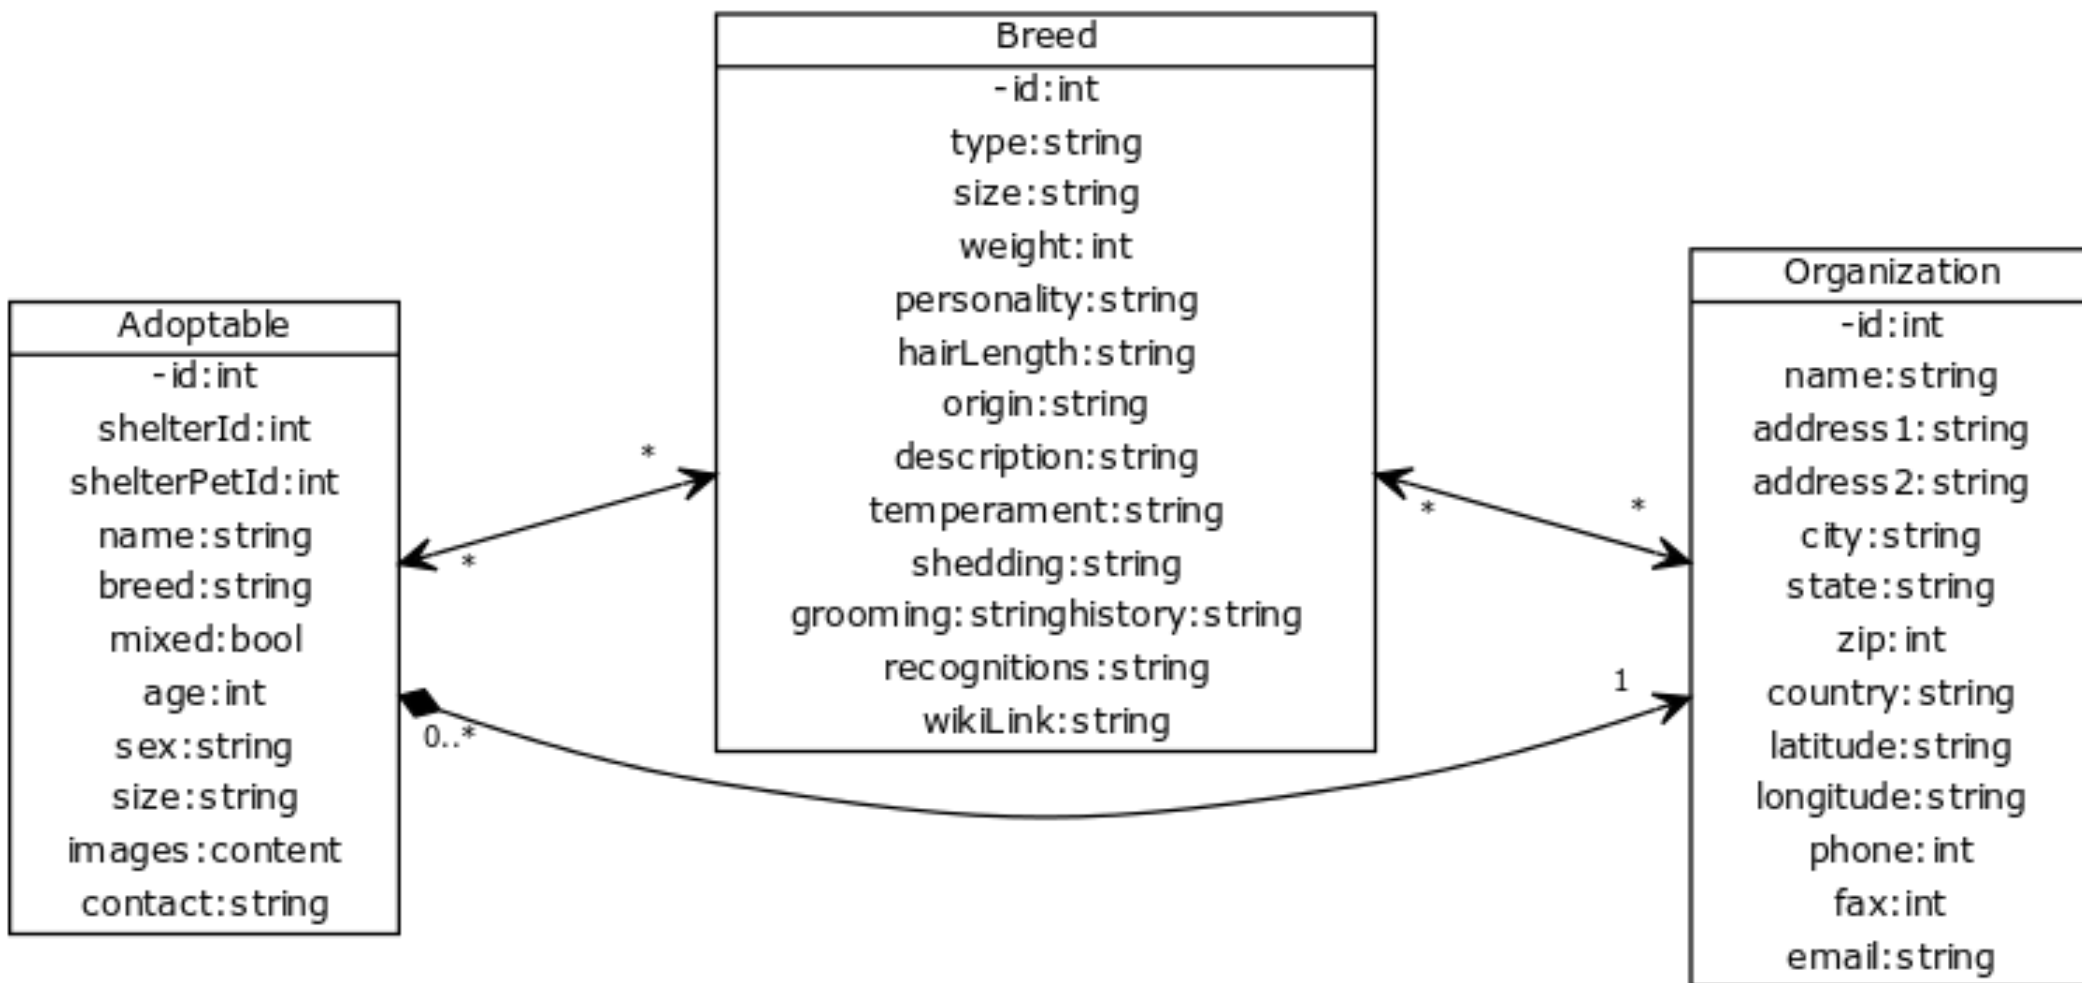 Breed
-id:int
type:string
size:string
weight:int
personality:string
hairLength:string
origin:string
description:string
temperament:string
shedding:string
grooming:stringhistory:string
recognitions:string
wikiLink:string
Adoptable
-id:int
shelterId:int
shelterPetId:int
name:string
breed:string
mixed:bool
age:int
sex:string
size:string
images:content
contact:string
Organization
-id:int
name:string
address1:string
address2:string
city:string
state:string
zip:int
country:string
latitude:string
longitude:string
phone:int
fax:int
email:string
*
*
*
*
0..*
1